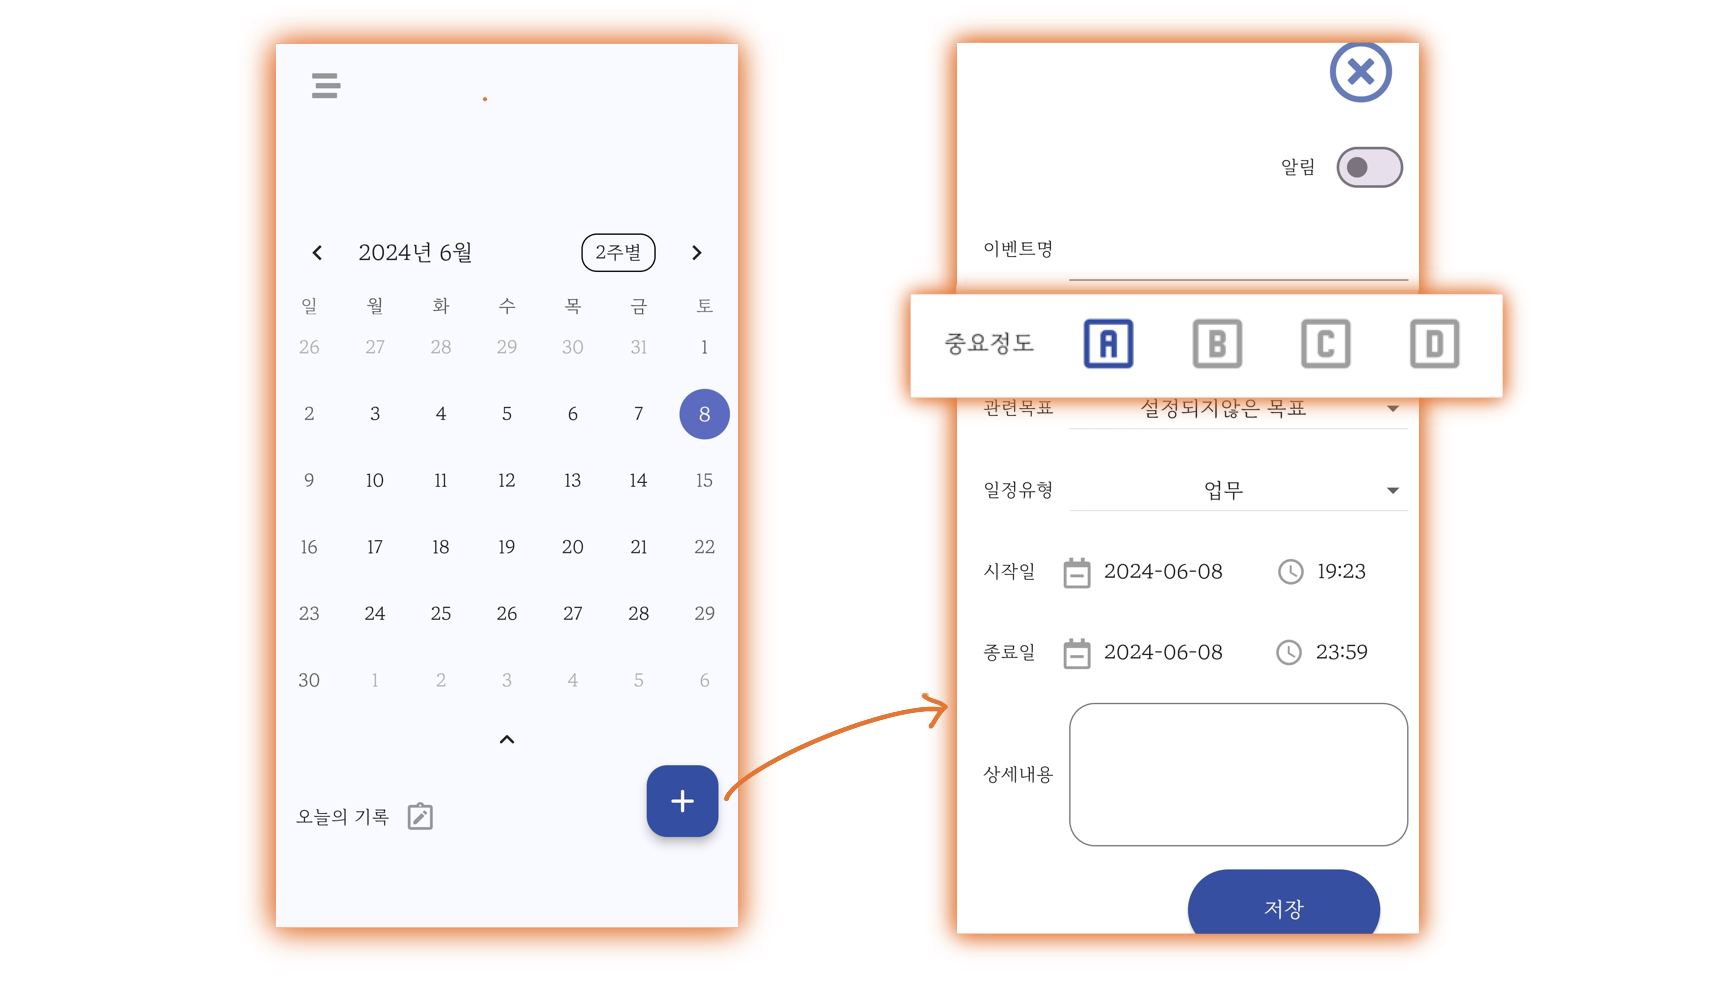 2024년 6월 2주별
일 월 화 수 목 금 토
26 27 28 29 30 31 1
2 3 4 5 6 7 8
9 10 11 12 13 14 15
16 17 18 19 20 21 22
23 24 25 26 27 28 29
30 1 2 3 4 5 6
오늘의 기록
알림
이벤트명
중요정도 A B C D
관련목표 설정되지않은 목표
일정유형 업무
시작일 2024-06-08 19:23
종료일 2024-06-08 23:59
상세내용
저장